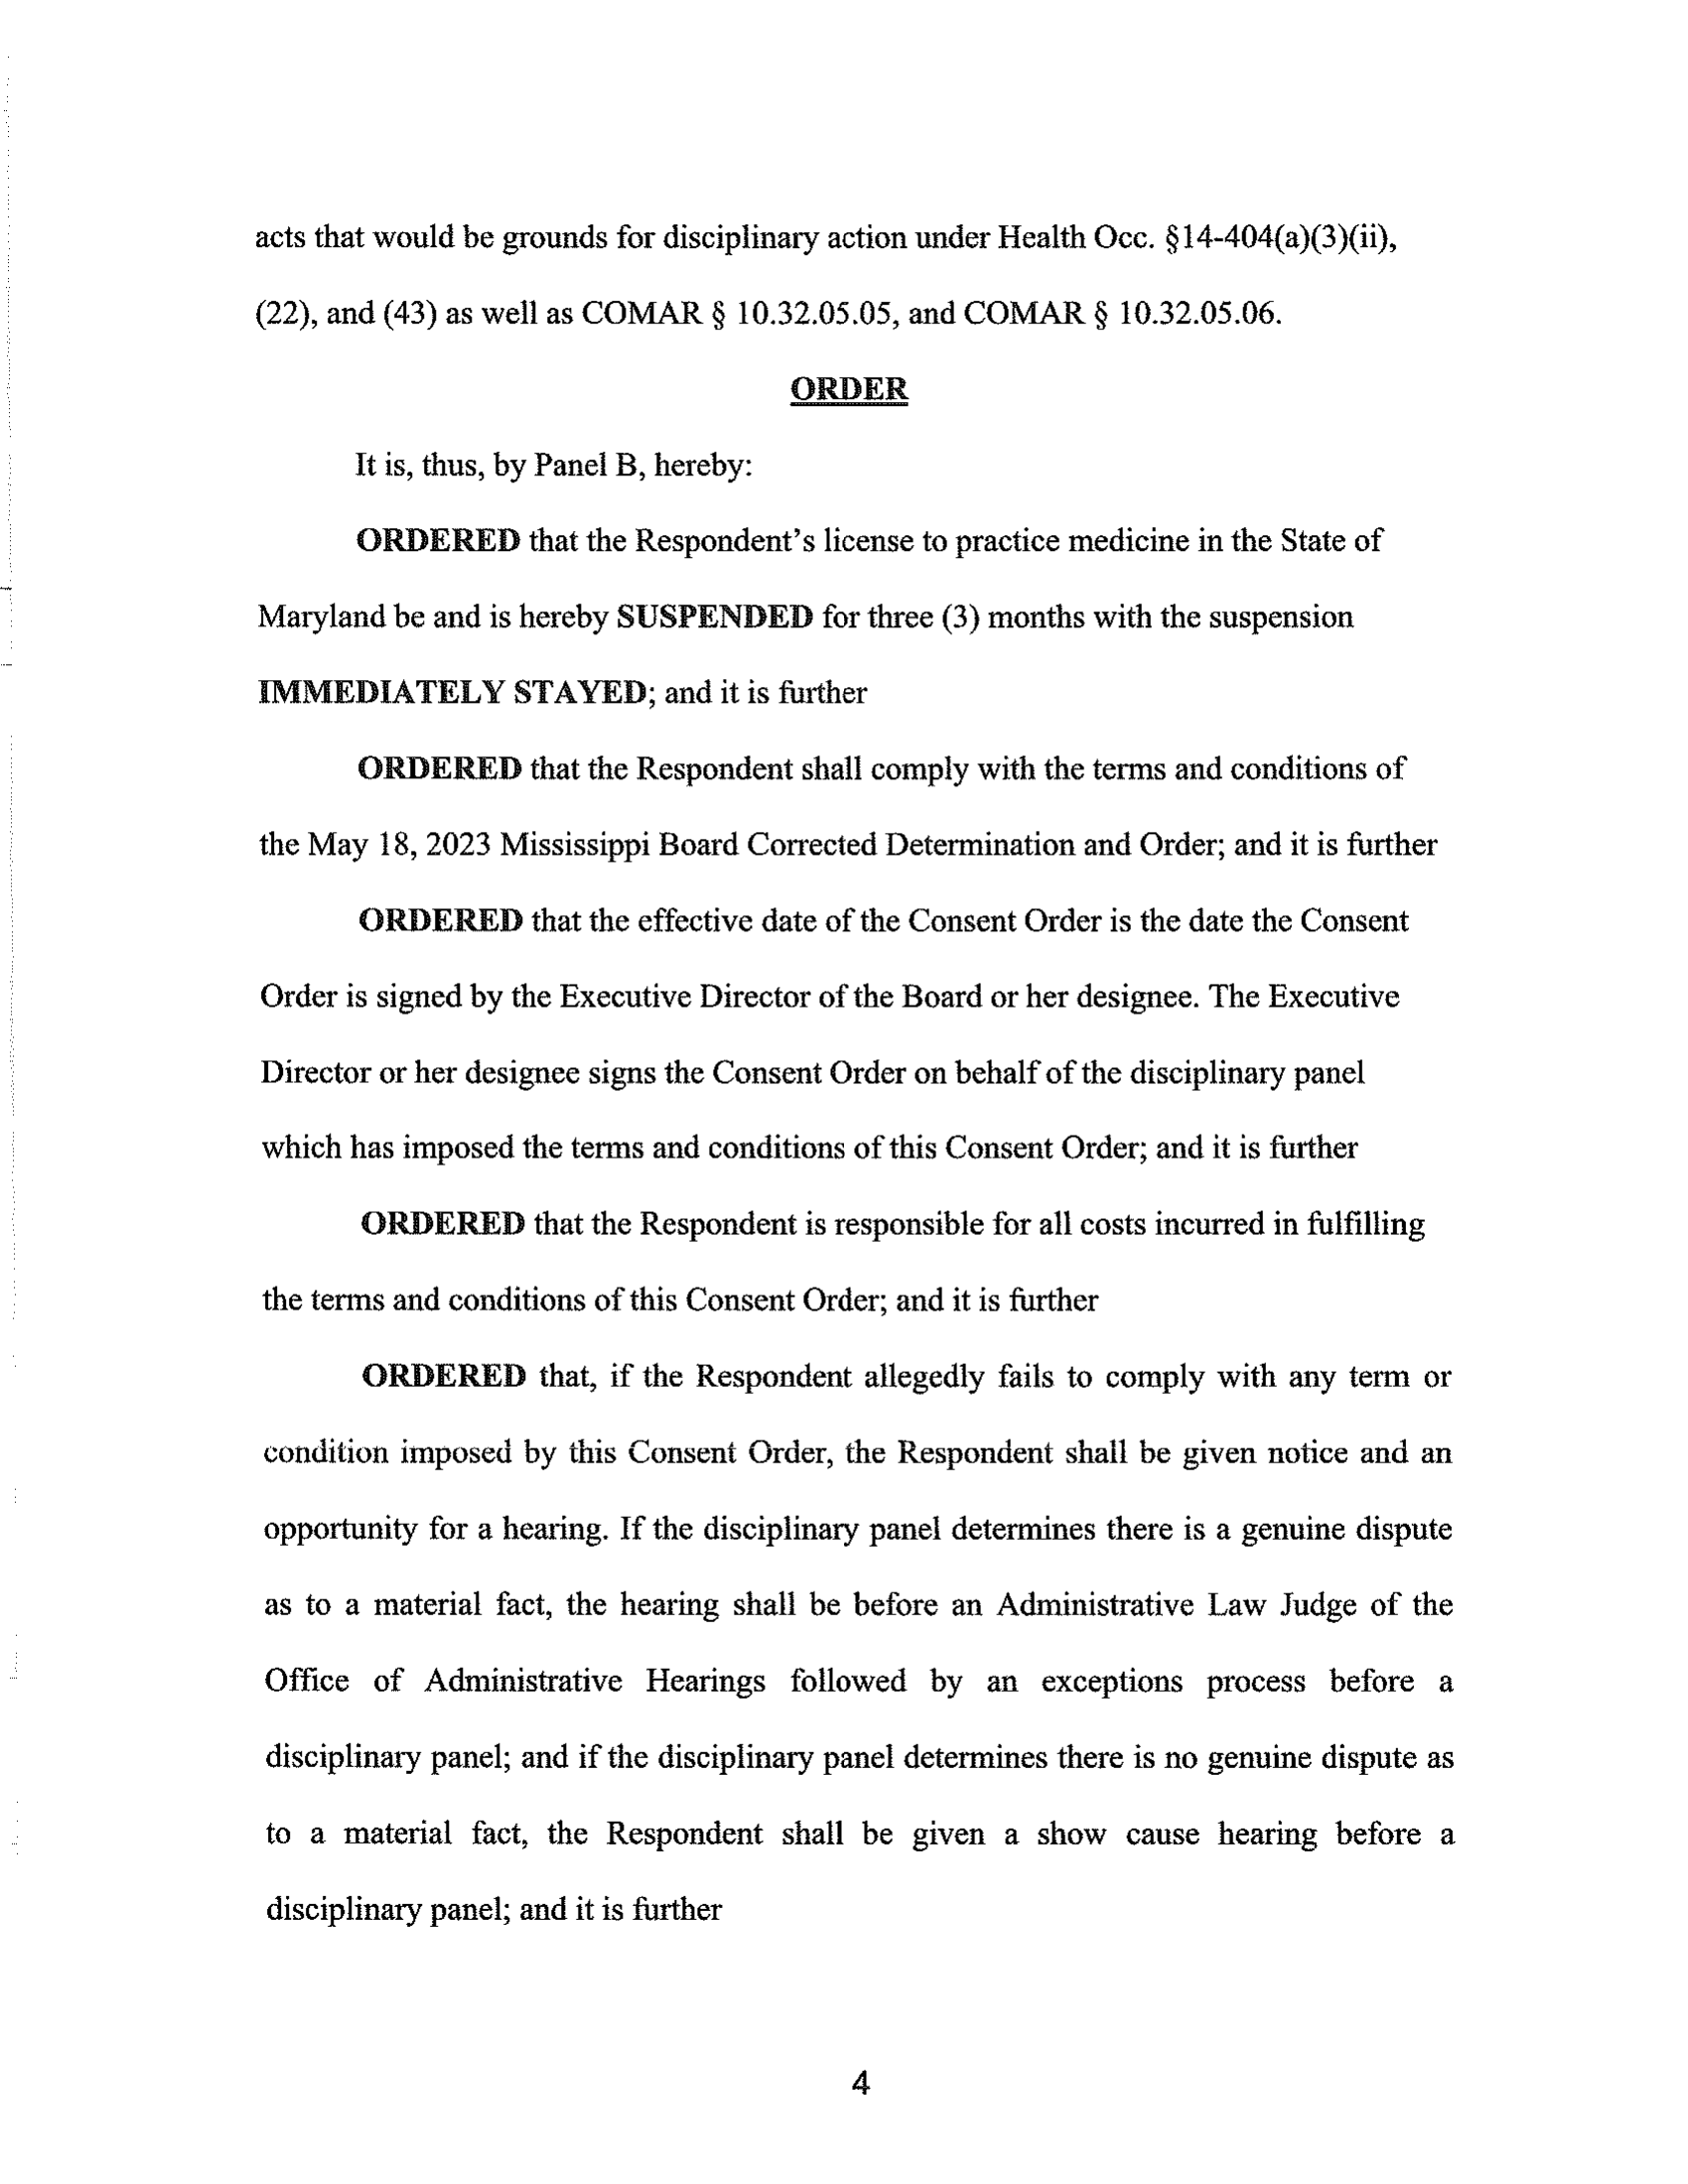 acts that would be grounds for disciplinary action under Health Occ. §14-404(a)(3)(ii),
(22), and (43) as well as COMAR § 10.32.05.05, and COMAR § 10.32.05.06.
ORDER
It is, thus, by Panel B, hereby:
ORDERED that the Respondent's license to practice medicine in the State of
Maryland be and is hereby SUSPENDED for three (3) months with the suspension
IMMEDIATELY STAYED; and it is further
ORDERED that the Respondent shall comply with the terms and conditions of
the May 18, 2023 Mississippi Board Corrected Determination and Order; and it is further
ORDERED that the effective date of the Consent Order is the date the Consent
Order is signed by the Executive Director of the Board or her designee. The Executive
Director or her designee signs the Consent Order on behalf of the disciplinary panel
which has imposed the terms and conditions of this Consent Order; and it is further
ORDERED that the Respondent is responsible for all costs incurred in fulfilling
the terms and conditions of this Consent Order; and it is further
ORDERED that, if the Respondent allegedly fails to comply with any term or
condition imposed by this Consent Order, the Respondent shall be given notice and an
opportunity for a hearing. If the disciplinary panel determines there is a genuine dispute
as to a material fact, the hearing shall be before an Administrative Law Judge of the
Office of Administrative Hearings followed by an exceptions process before a
disciplinary panel; and if the disciplinary panel determines there is no genuine dispute as
to a material fact, the Respondent shall be given a show cause hearing before a
disciplinary panel; and it is further
4